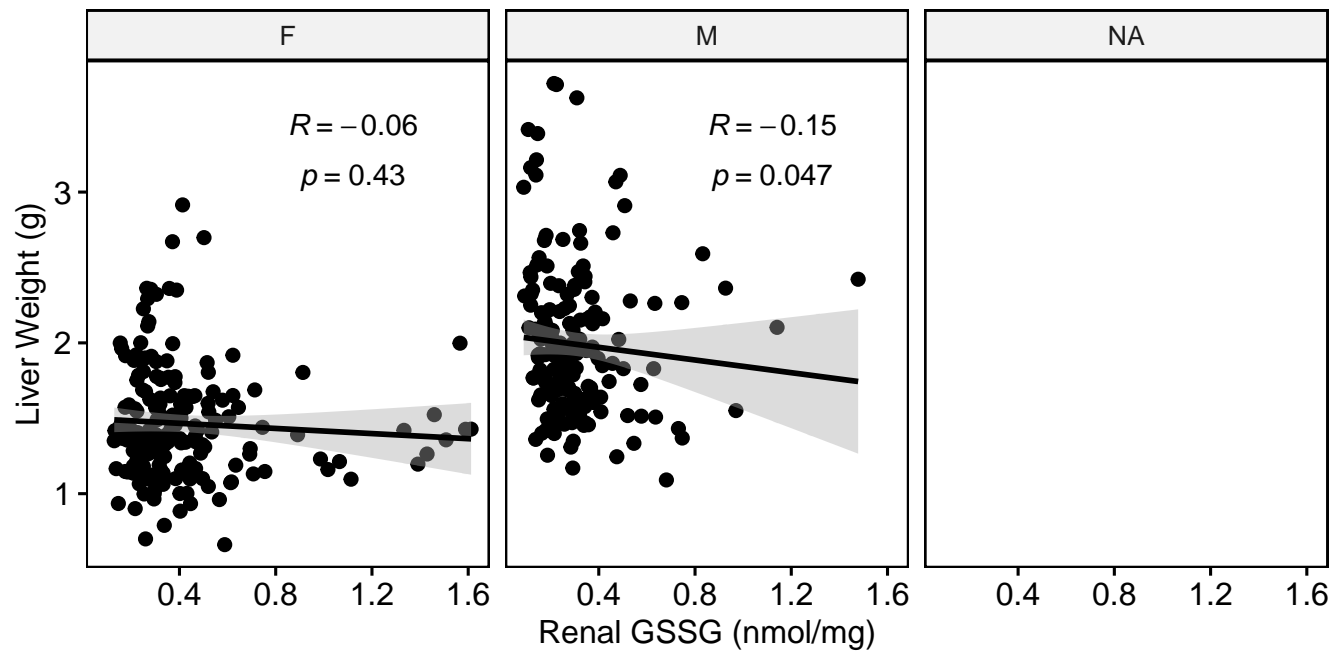 F
M
NA
R = −0.06
p = 0.43
R = −0.15
p = 0.047
3
2
1
Liver Weight (g)
0.4 0.8 1.2 1.6
0.4 0.8 1.2 1.6
0.4 0.8 1.2 1.6
Renal GSSG (nmol/mg)